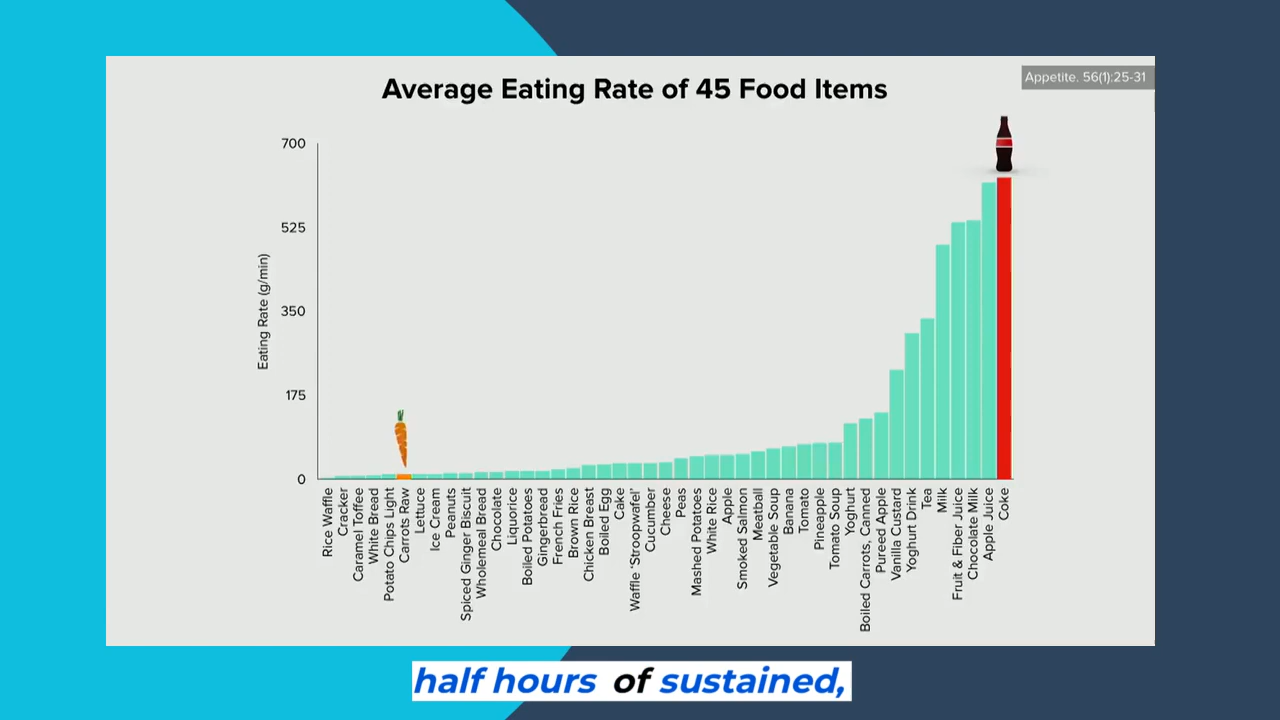 Appetite. 56(1):25-31
Average Eating Rate of 45 Food Items
Eating Rate (g/min)
700
525
350
175
0
Rice Waffle
Cracker
Caramel Toffee
White Bread
Potato Chips Light
Carrots Raw
Lettuce
Ice Cream
Peanuts
Spiced Ginger Biscuit
Wholemeal Bread
Chocolate
Liquorice
Boiled Potatoes
Gingerbread
French Fries
Brown Rice
Chicken Breast
Boiled Egg
Cake
Waffle 'Stroopwafel'
Cucumber
Cheese
Peas
Mashed Potatoes
White Rice
Apple
Smoked Salmon
Meatball
Vegetable Soup
Banana
Tomato
Pineapple
Tomato Soup
Yoghurt
Boiled Carrots, Canned
Pureed Apple
Vanilla Custard
Yoghurt Drink
Tea
Milk
Fruit & Fiber Juice
Chocolate Milk
Apple Juice
Coke
half hours of sustained,